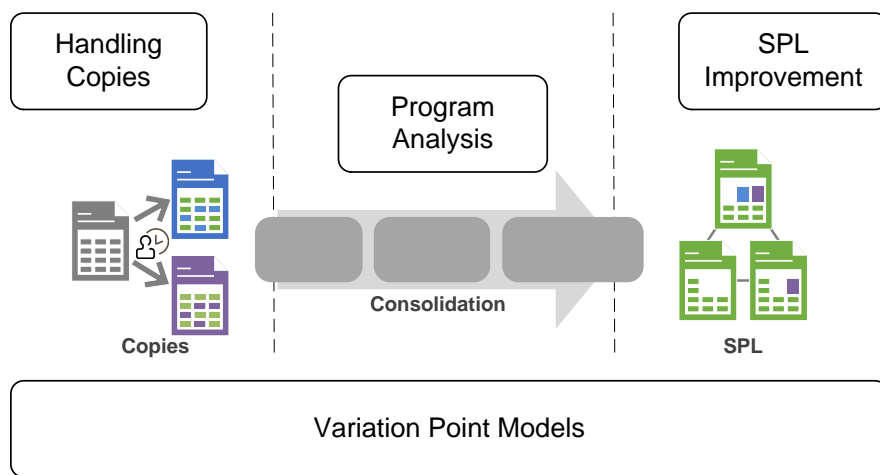 Handling
Copies
Program
Analysis
SPL
Improvement
Copies
Consolidation
SPL
Variation Point Models